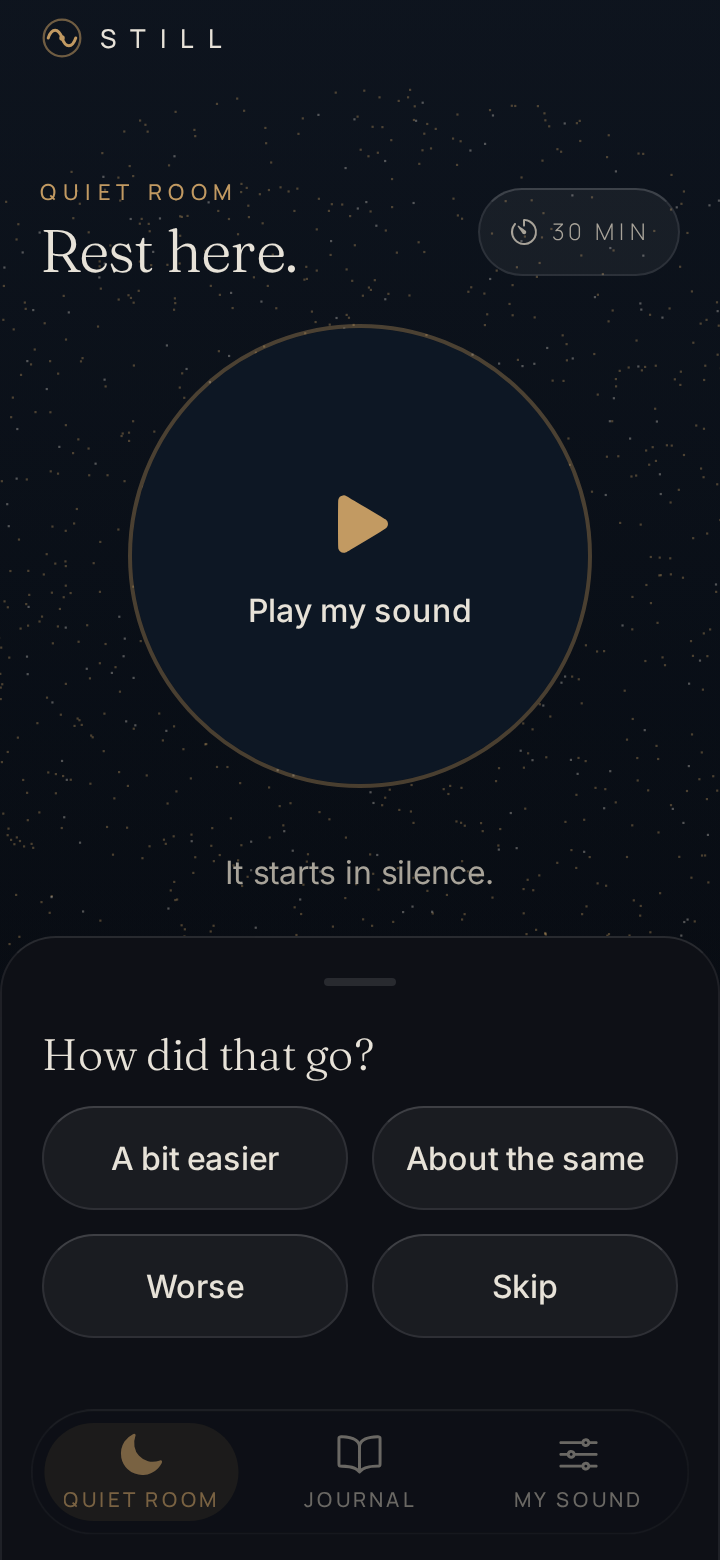 STILL
QUIET ROOM
Rest here.
30 MIN
Play my sound
It starts in silence.
How did that go?
A bit easier
About the same
Worse
Skip
QUIET ROOM
JOURNAL
MY SOUND